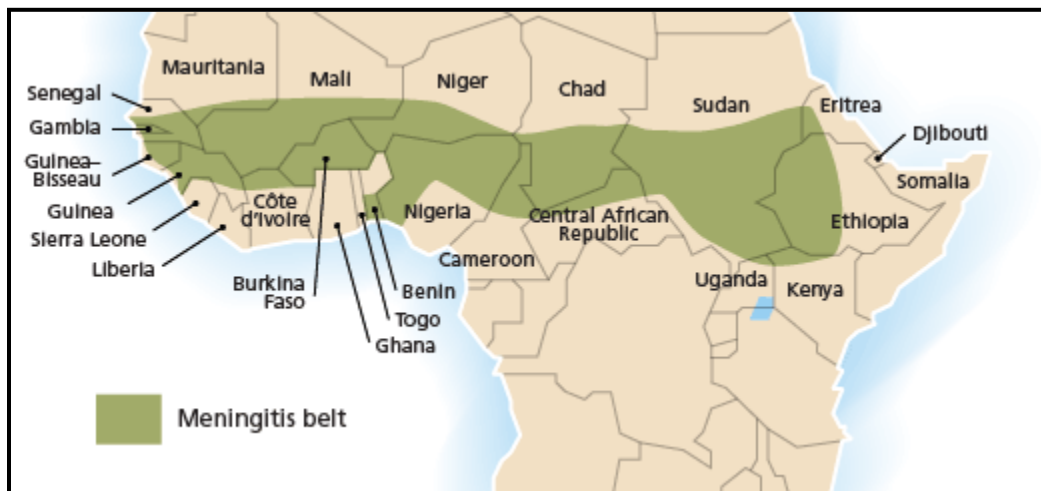 Mauritania
Mali
Niger
Chad
Sudan
Eritrea
Senegal
Gambia
Guinea–
Bisseau
Guinea
Sierra Leone
Liberia
Djibouti
Somalia
Ethiopia
Côte
d'Ivoire
Nigeria
Central African
Republic
Cameroon
Uganda
Kenya
Burkina
Faso
Benin
Togo
Ghana
Meningitis belt